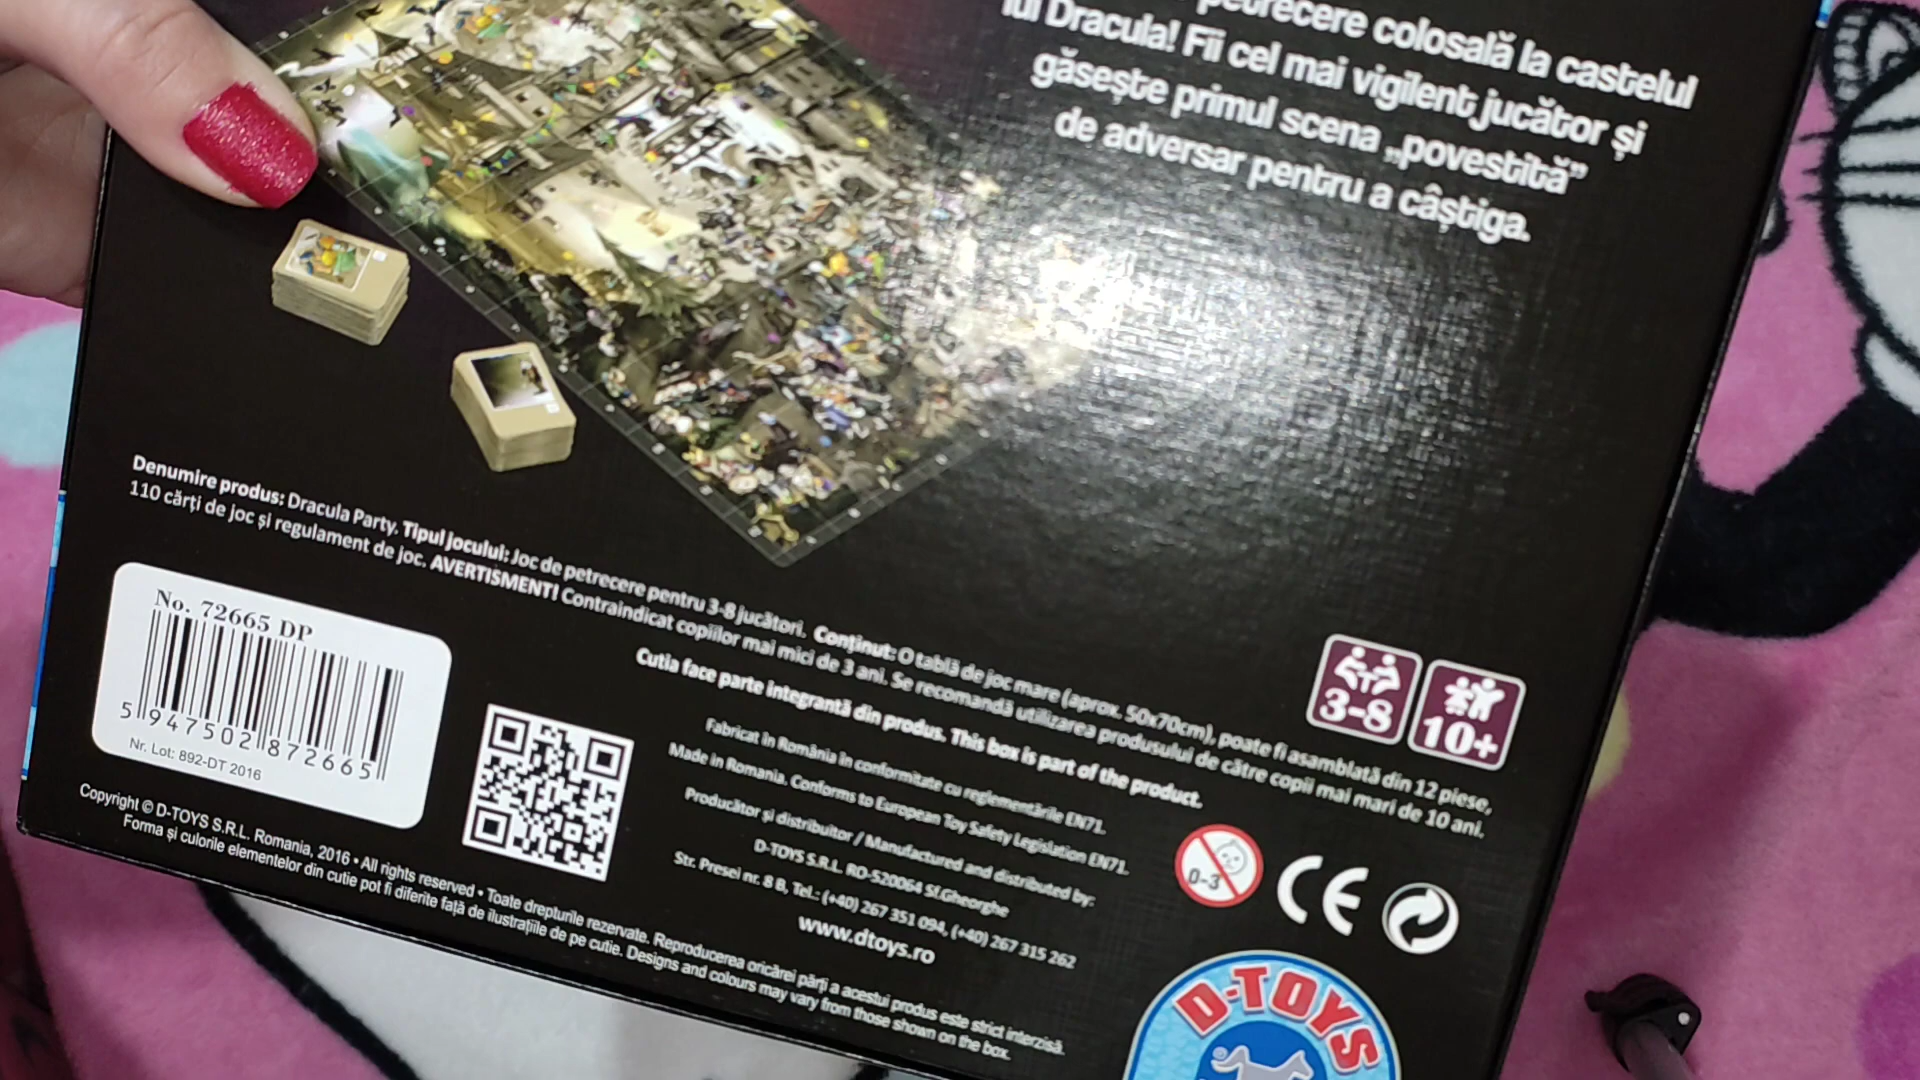 petrecere colosală la castelul
lui Dracula! Fii cel mai vigilent jucător și
găsește primul scena „povestită”
de adversar pentru a câștiga.
Denumire produs: Dracula Party. Tipul jocului: Joc de petrecere pentru 3-8 jucători. Conținut: O tablă de joc mare (aprox. 50x70cm), poate fi asamblată din 12 piese,
110 cărți de joc și regulament de joc. AVERTISMENT! Contraindicat copiilor mai mici de 3 ani. Se recomandă utilizarea produsului de către copii mai mari de 10 ani.
Cutia face parte integrantă din produs. This box is part of the product.
Fabricat în România în conformitate cu reglementările EN71.
Made in Romania. Conforms to European Toy Safety Legislation EN71.
Producător și distribuitor / Manufactured and distributed by:
D-TOYS S.R.L. RO-520064 Sf.Gheorghe
Str. Presei nr. 8 B, Tel.: (+40) 267 351 094, (+40) 267 315 262
www.dtoys.ro
No. 72665 DP
5 947502 872665
Nr. Lot: 892-DT 2016
3-8
10+
0-3
CE
Copyright © D-TOYS S.R.L. Romania, 2016 • All rights reserved • Toate drepturile rezervate. Reproducerea oricărei părți a acestui produs este strict interzisă.
Forma și culorile elementelor din cutie pot fi diferite față de ilustrațiile de pe cutie. Designs and colours may vary from those shown on the box.
D-TOYS